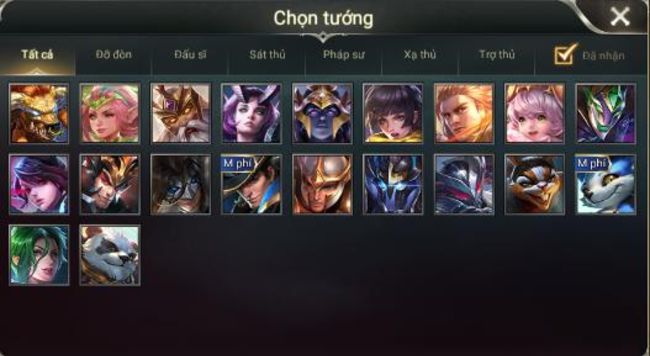 Chọn tướng
Tất cả Đỡ đòn Đấu sĩ Sát thủ Pháp sư Xạ thủ Trợ thủ Đã nhận
M phí
M phí